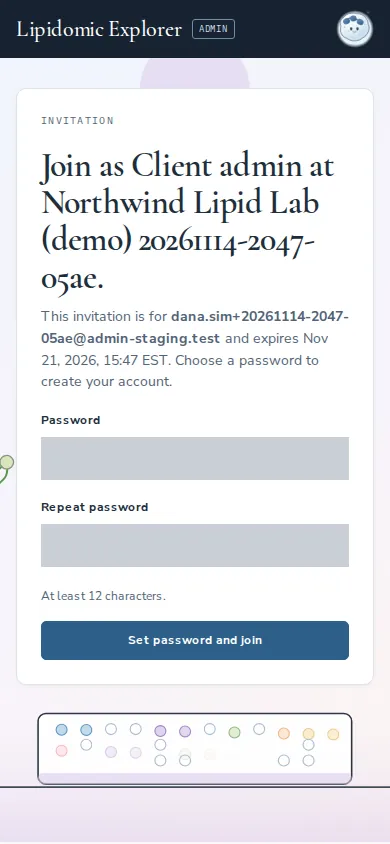 Lipidomic Explorer ADMIN
INVITATION
Join as Client admin at
Northwind Lipid Lab
(demo) 20261114-2047-
05ae.
This invitation is for dana.sim+20261114-2047-
05ae@admin-staging.test and expires Nov
21, 2026, 15:47 EST. Choose a password to
create your account.
Password
Repeat password
At least 12 characters.
Set password and join